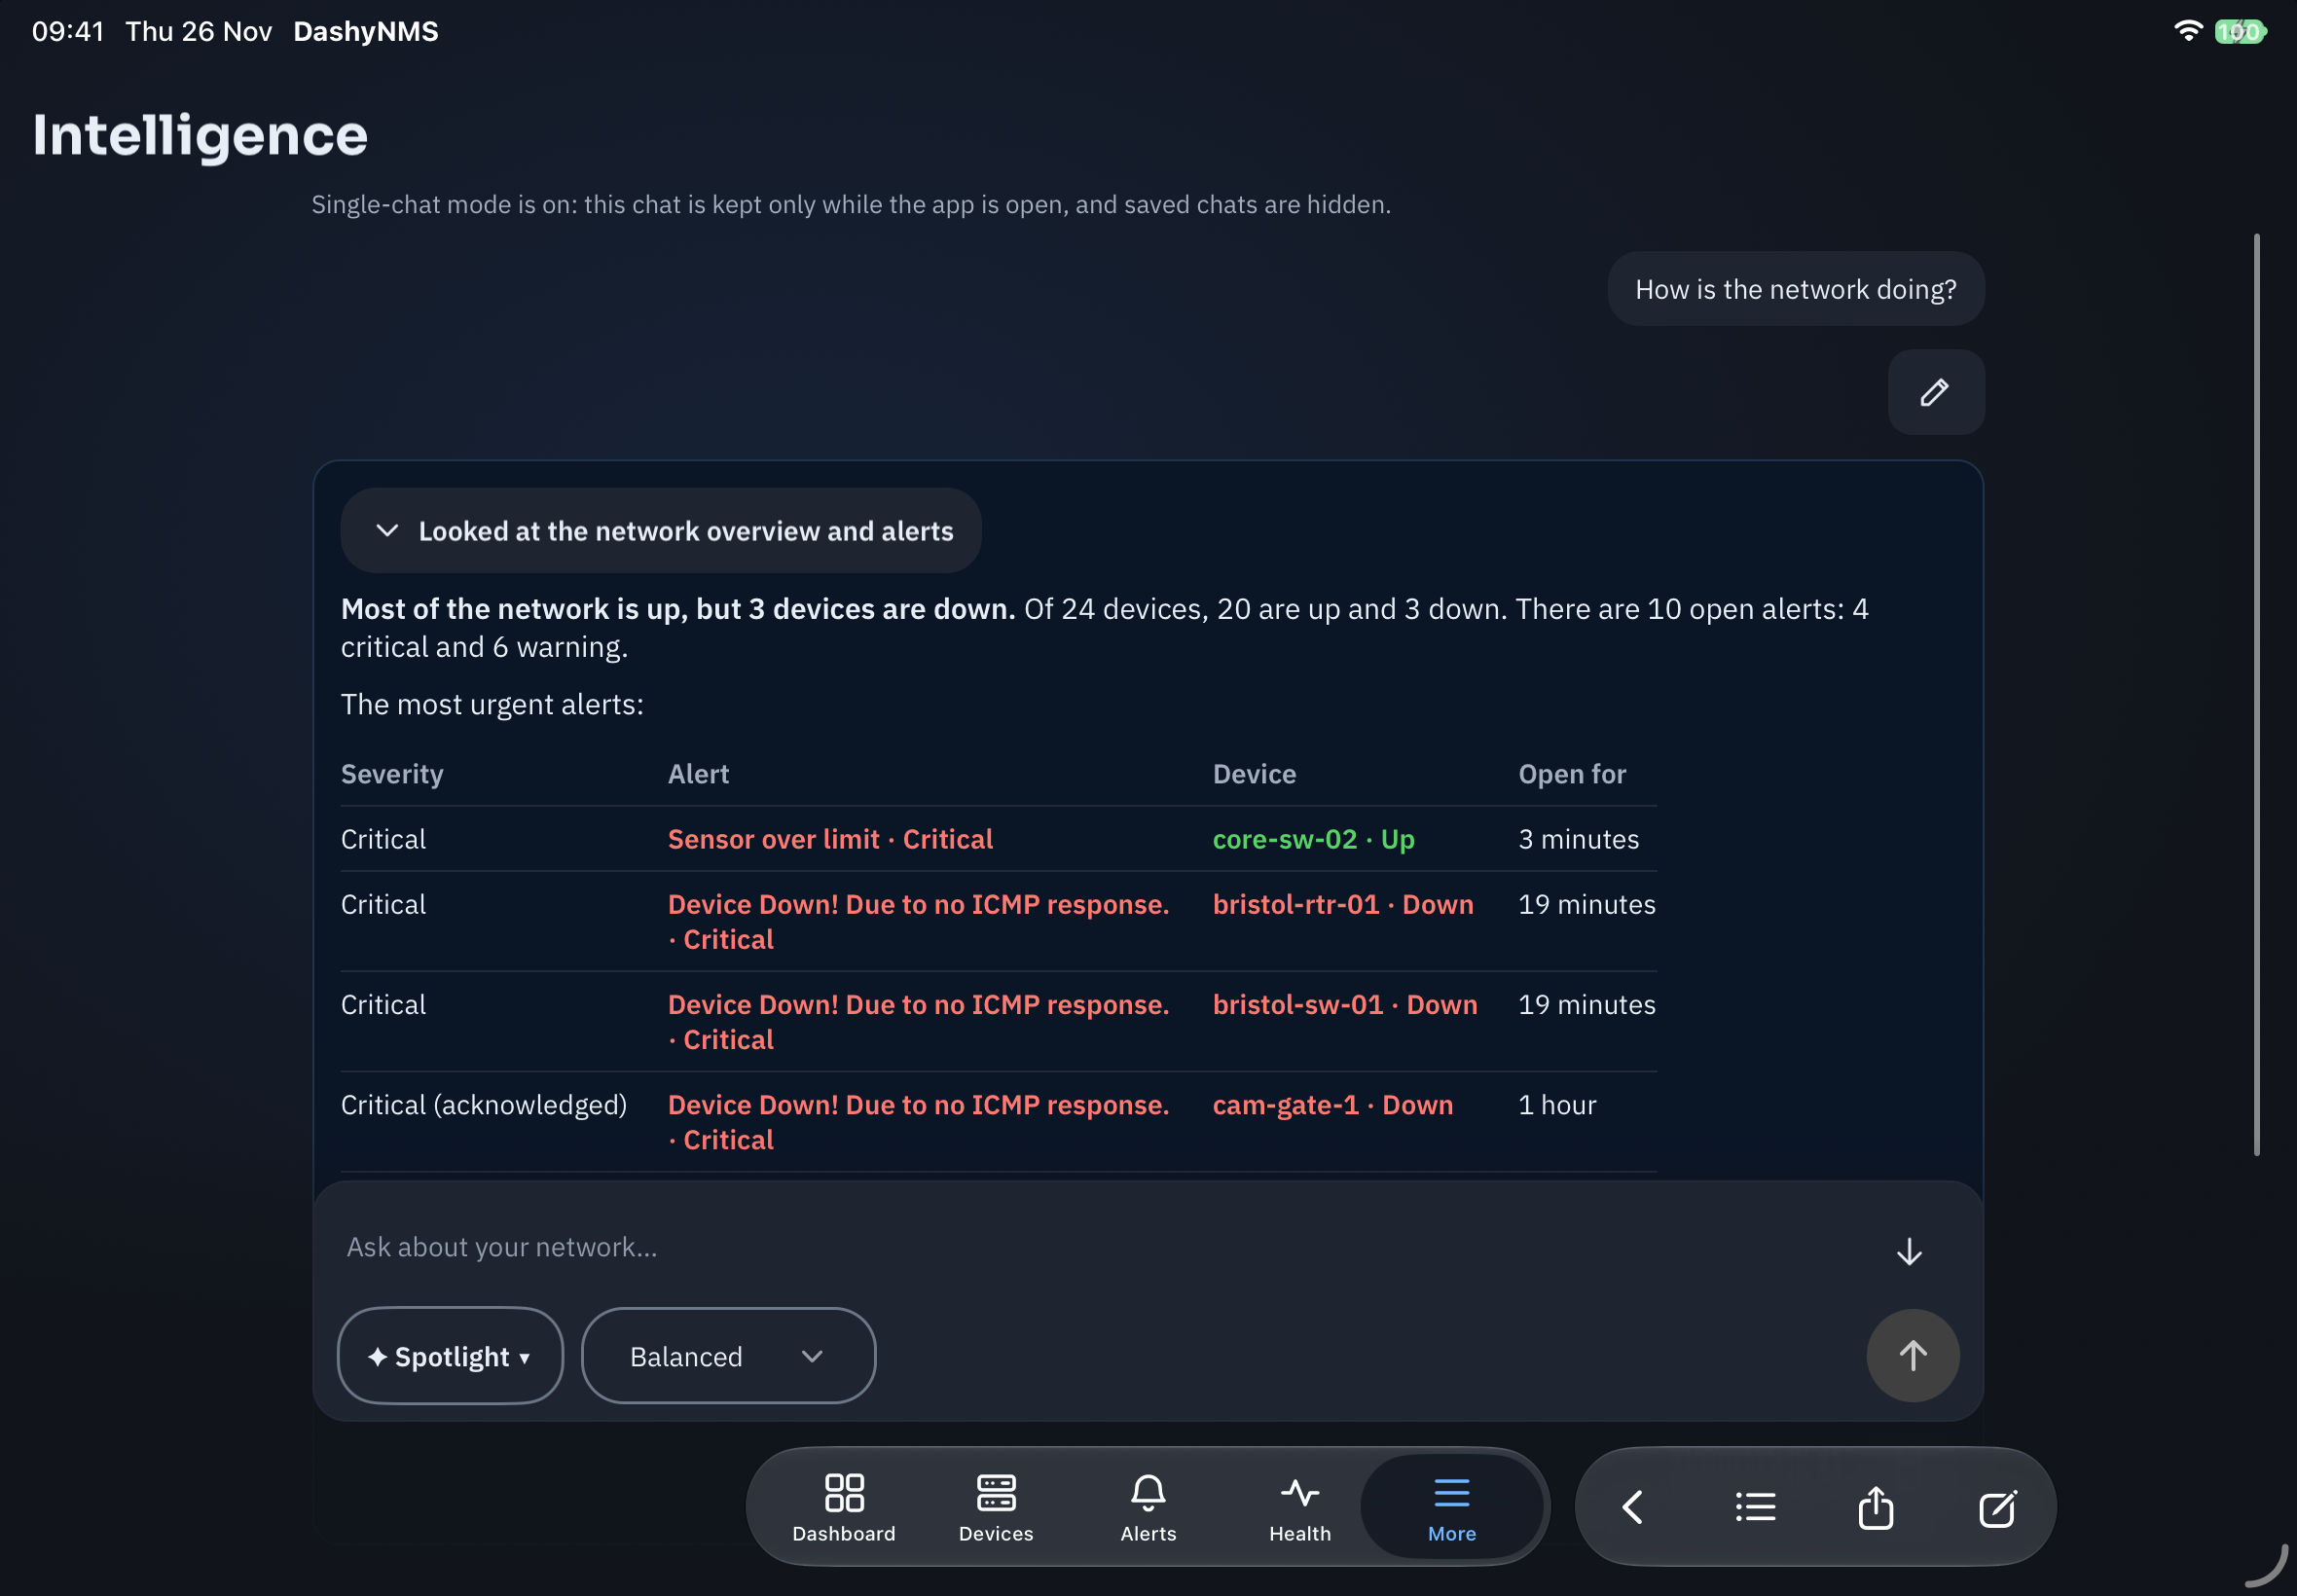 09:41 Thu 26 Nov DashyNMS
100
Intelligence
Single-chat mode is on: this chat is kept only while the app is open, and saved chats are hidden.
How is the network doing?
Looked at the network overview and alerts
Most of the network is up, but 3 devices are down. Of 24 devices, 20 are up and 3 down. There are 10 open alerts: 4
critical and 6 warning.
The most urgent alerts:
Severity Alert Device Open for
Critical Sensor over limit · Critical core-sw-02 · Up 3 minutes
Critical Device Down! Due to no ICMP response. bristol-rtr-01 · Down 19 minutes
· Critical
Critical Device Down! Due to no ICMP response. bristol-sw-01 · Down 19 minutes
· Critical
Critical (acknowledged) Device Down! Due to no ICMP response. cam-gate-1 · Down 1 hour
· Critical
Ask about your network...
✦ Spotlight ▾ Balanced
Dashboard Devices Alerts Health More